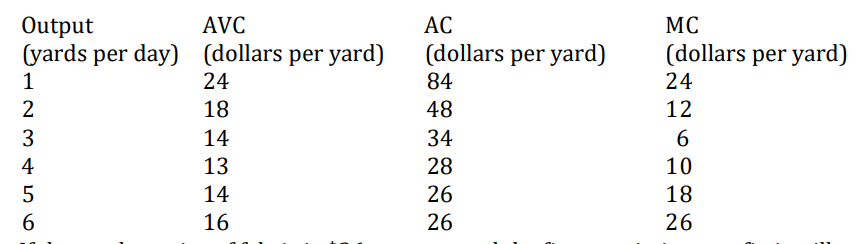 Output AVC AC MC
(yards per day) (dollars per yard) (dollars per yard) (dollars per yard)
1 24 84 24
2 18 48 12
3 14 34 6
4 13 28 10
5 14 26 18
6 16 26 26